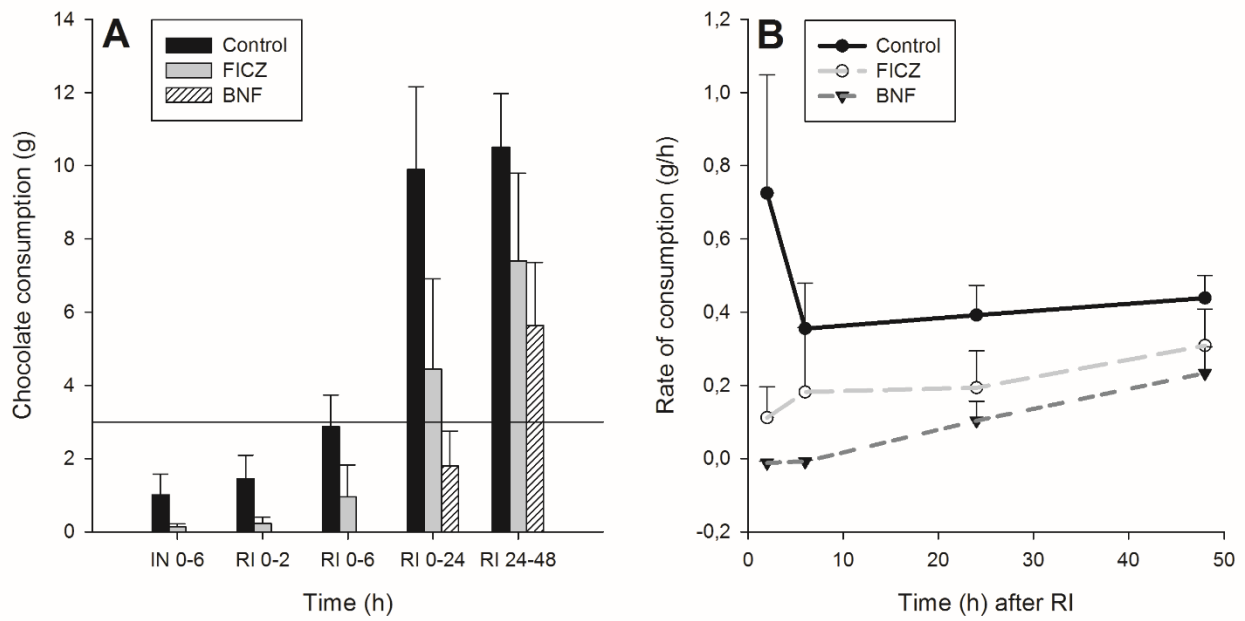 A
Control
FICZ
BNF
14
12
10
8
6
4
2
0
Chocolate consumption (g)
IN 0-6 RI 0-2 RI 0-6 RI 0-24 RI 24-48
Time (h)
B
Control
FICZ
BNF
1,2
1,0
0,8
0,6
0,4
0,2
0,0
-0,2
Rate of consumption (g/h)
0 10 20 30 40 50
Time (h) after RI